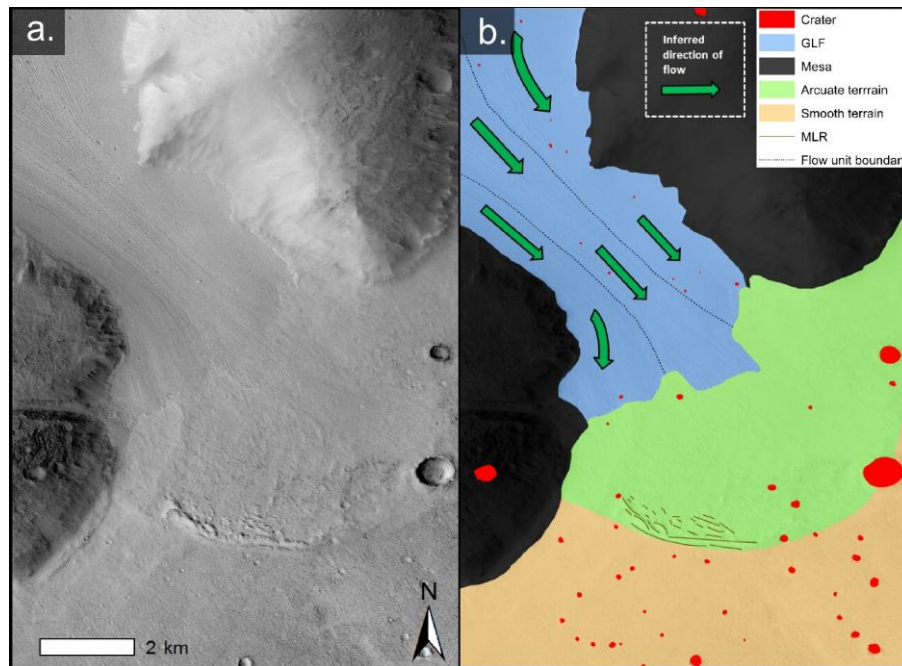 a.
N
2 km
b.
Inferred
direction of
flow
Crater
GLF
Mesa
Arcuate terrrain
Smooth terrain
MLR
Flow unit boundar